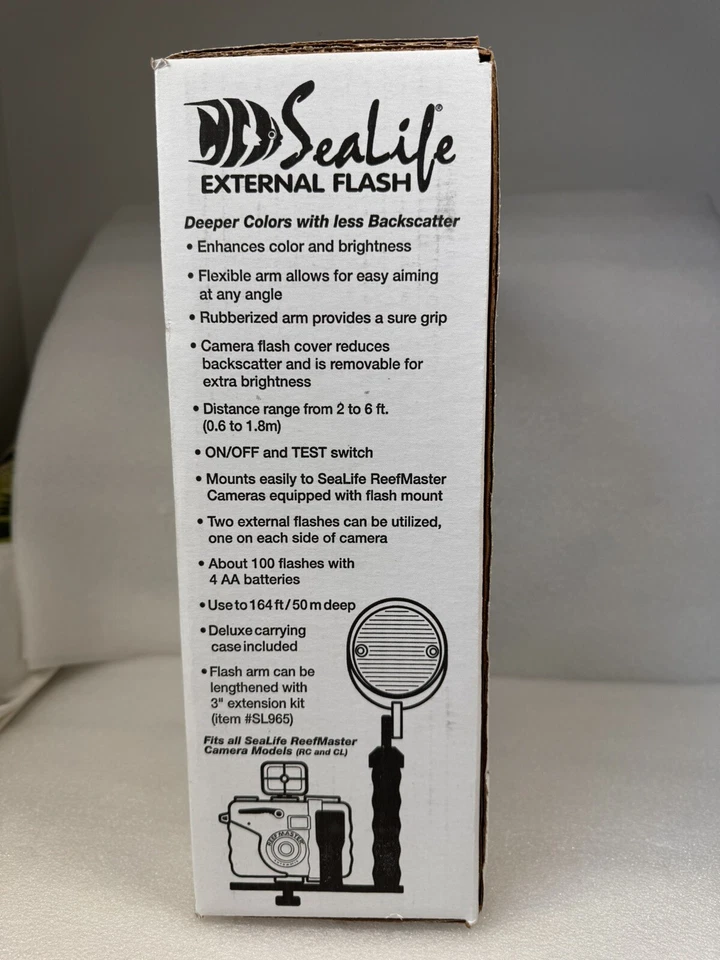 SeaLife®
EXTERNAL FLASH
Deeper Colors with less Backscatter
• Enhances color and brightness
• Flexible arm allows for easy aiming
at any angle
• Rubberized arm provides a sure grip
• Camera flash cover reduces
backscatter and is removable for
extra brightness
• Distance range from 2 to 6 ft.
(0.6 to 1.8m)
• ON/OFF and TEST switch
• Mounts easily to SeaLife ReefMaster
Cameras equipped with flash mount
• Two external flashes can be utilized,
one on each side of camera
• About 100 flashes with
4 AA batteries
• Use to 164 ft / 50 m deep
• Deluxe carrying
case included
• Flash arm can be
lengthened with
3" extension kit
(item #SL965)
Fits all SeaLife ReefMaster
Camera Models (RC and CL)
REEF MASTER